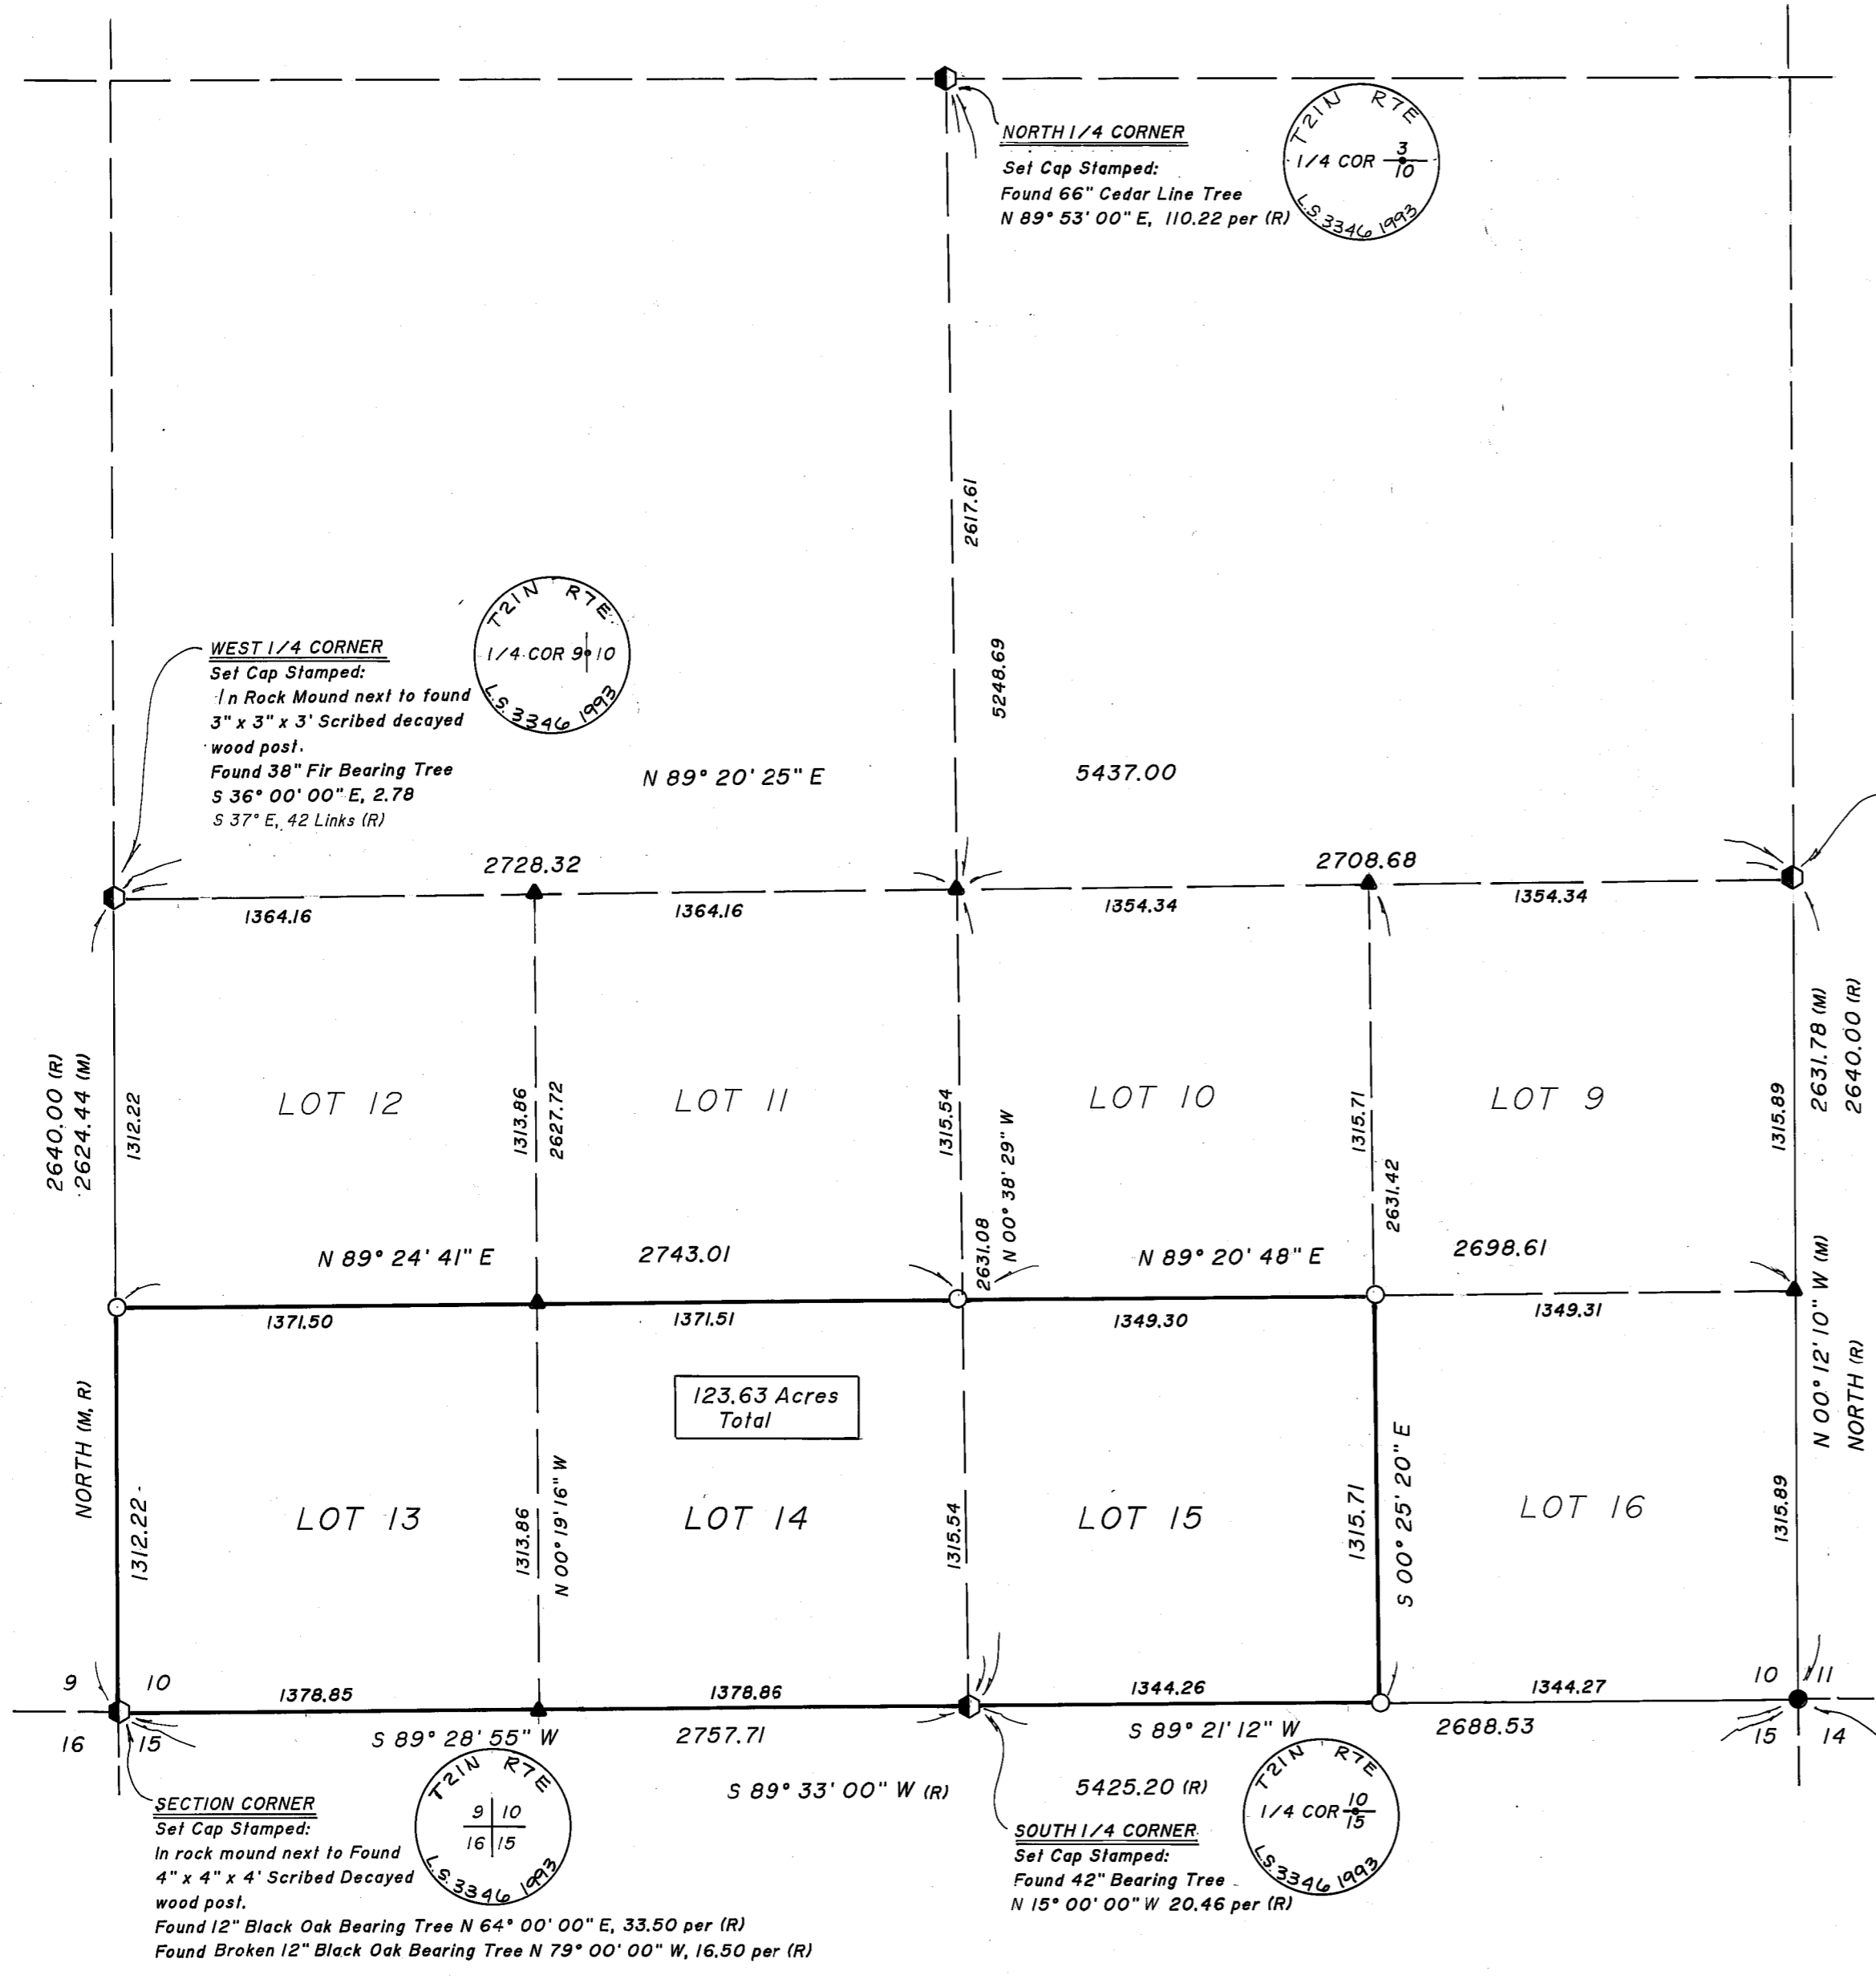 NORTH 1/4 CORNER
Set Cap Stamped:
Found 66" Cedar Line Tree
N 89° 53' 00" E, 110.22 per (R)
T21N R7E
1/4 COR 3
10
L.S. 3346 1993
2617.61
5248.69
WEST 1/4 CORNER
Set Cap Stamped:
In Rock Mound next to found
3" x 3" x 3' Scribed decayed
wood post.
Found 38" Fir Bearing Tree
S 36° 00' 00" E, 2.78
S 37° E, 42 Links (R)
T21N R7E
1/4 COR 9 10
L.S. 3346 1993
N 89° 20' 25" E
5437.00
2728.32
2708.68
1364.16
1364.16
1354.34
1354.34
2640.00 (R)
2624.44 (M)
1312.22
LOT 12
1313.86
2627.72
LOT 11
1315.54
N 00° 38' 29" W
2631.08
LOT 10
1315.71
2631.42
LOT 9
1315.89
2631.78 (M)
2640.00 (R)
N 89° 24' 41" E
2743.01
N 89° 20' 48" E
2698.61
1371.50
1371.51
1349.30
1349.31
N 00° 12' 10" W (M)
NORTH (R)
123.63 Acres
Total
NORTH (M, R)
1312.22
LOT 13
1313.86
N 00° 19' 16" W
LOT 14
1315.54
LOT 15
1315.71
S 00° 25' 20" E
LOT 16
1315.89
9
10
1378.85
1378.86
1344.26
1344.27
10
11
16
15
S 89° 28' 55" W
2757.71
S 89° 21' 12" W
2688.53
15
14
S 89° 33' 00" W (R)
5425.20 (R)
SECTION CORNER
Set Cap Stamped:
In rock mound next to Found
4" x 4" x 4' Scribed Decayed
wood post.
Found 12" Black Oak Bearing Tree N 64° 00' 00" E, 33.50 per (R)
Found Broken 12" Black Oak Bearing Tree N 79° 00' 00" W, 16.50 per (R)
T21N R7E
9 10
16 15
L.S. 3346 1993
SOUTH 1/4 CORNER
Set Cap Stamped:
Found 42" Bearing Tree
N 15° 00' 00" W 20.46 per (R)
T21N R7E
1/4 COR 10
15
L.S. 3346 1993